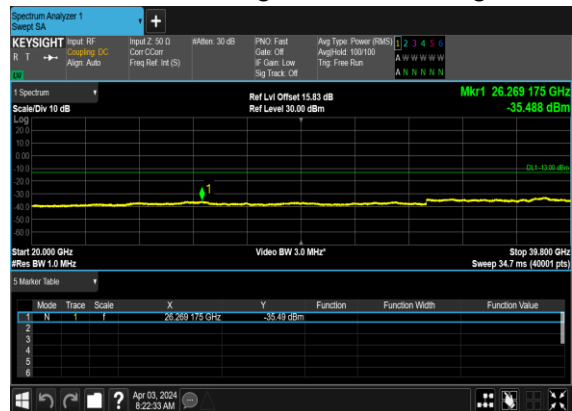 Spectrum Analyzer 1
Swept SA
+
KEYSIGHT Input: RF Input Z: 50 Ω #Atten: 30 dB PNO: Fast Avg Type: Power (RMS) 1 2 3 4 5 6
R T Coupling: DC Corr CCorr Gate: Off Avg|Hold: 100/100 A W W W W W
Align: Auto Freq Ref: Int (S) IF Gain: Low Trig: Free Run
Sig Track: Off A N N N N N
1 Spectrum Ref Lvl Offset 15.83 dB Mkr1 26.269 175 GHz
Scale/Div 10 dB Ref Level 30.00 dBm -35.488 dBm
Log
20.0
10.0
0.00
-10.0 DL1 -13.00 dBm
-20.0
-30.0 1
-40.0
-50.0
-60.0
Start 20.000 GHz Video BW 3.0 MHz* Stop 39.800 GHz
#Res BW 1.0 MHz Sweep 34.7 ms (40001 pts)
5 Marker Table
Mode Trace Scale X Y Function Function Width Function Value
1 N 1 f 26.269 175 GHz -35.49 dBm
2
3
4
5
6
? Apr 03, 2024
8:22:33 AM